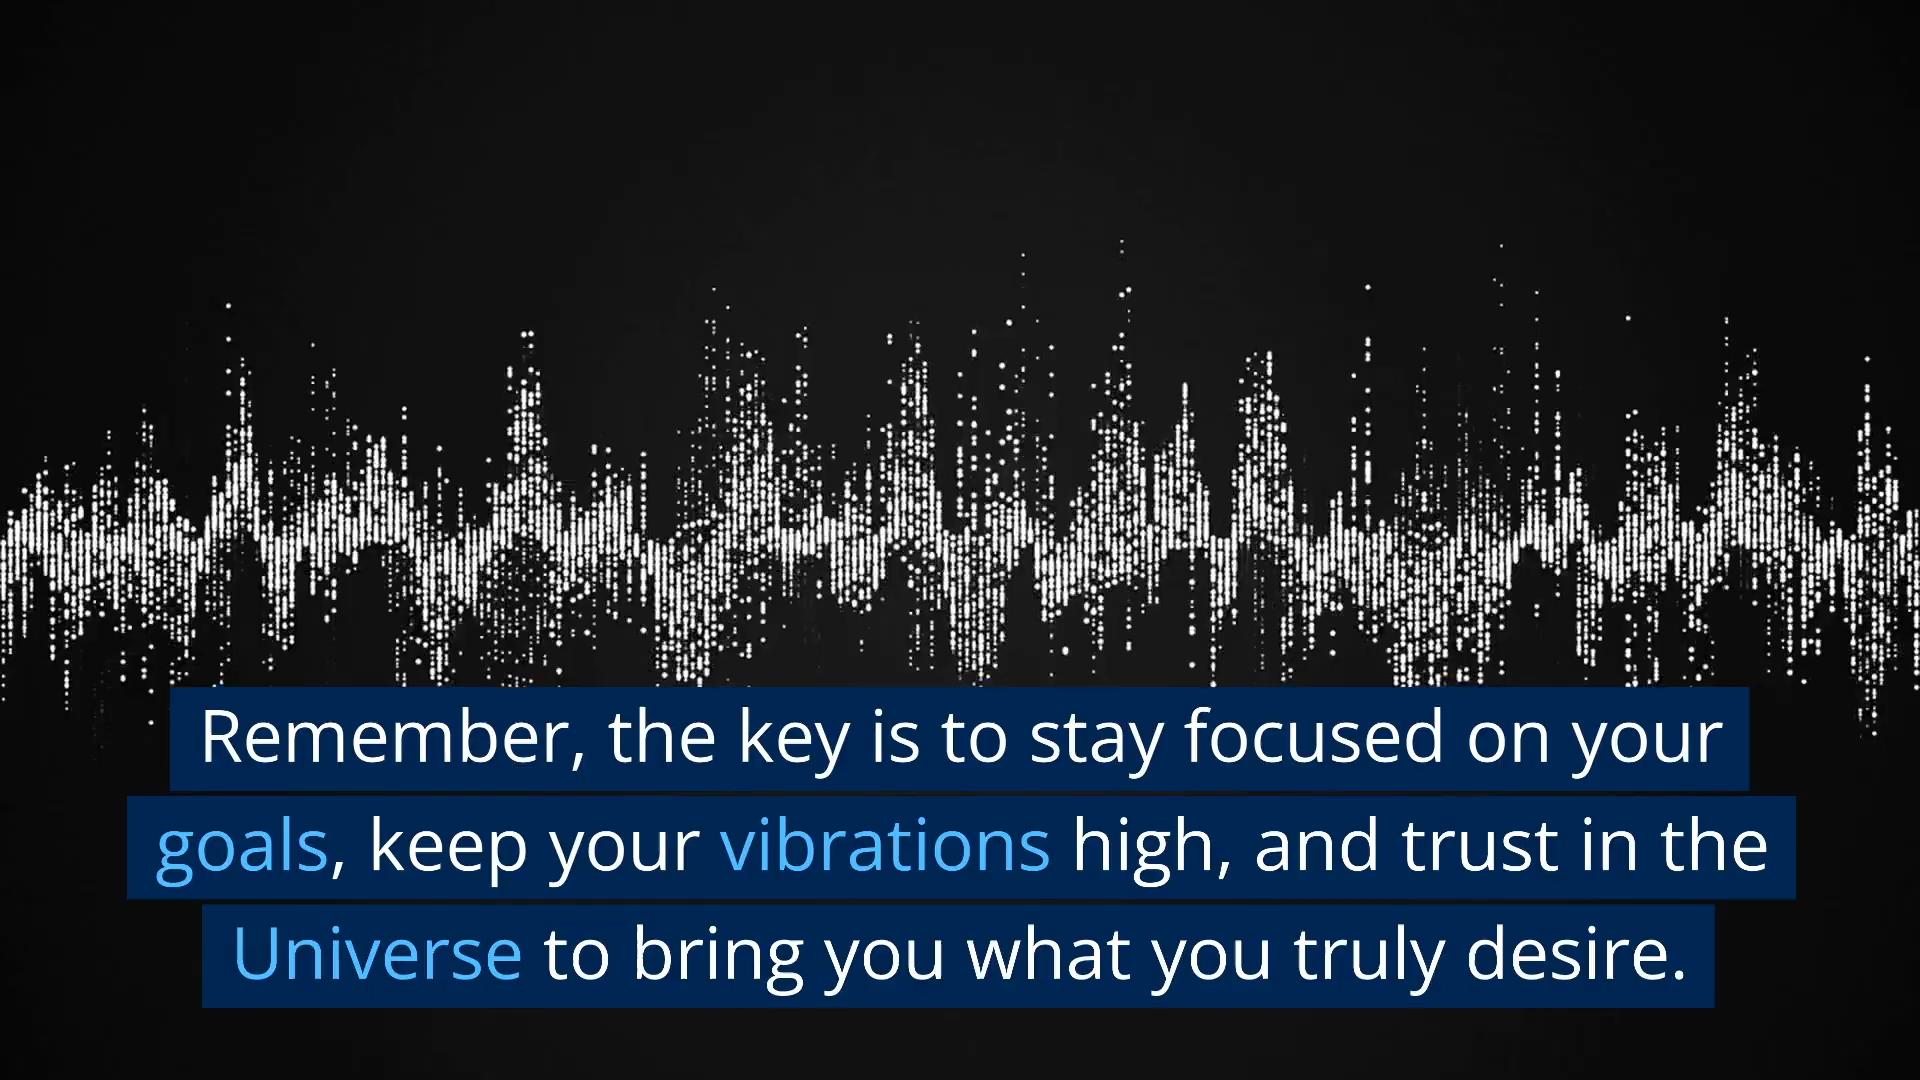 Remember, the key is to stay focused on your
goals, keep your vibrations high, and trust in the
Universe to bring you what you truly desire.